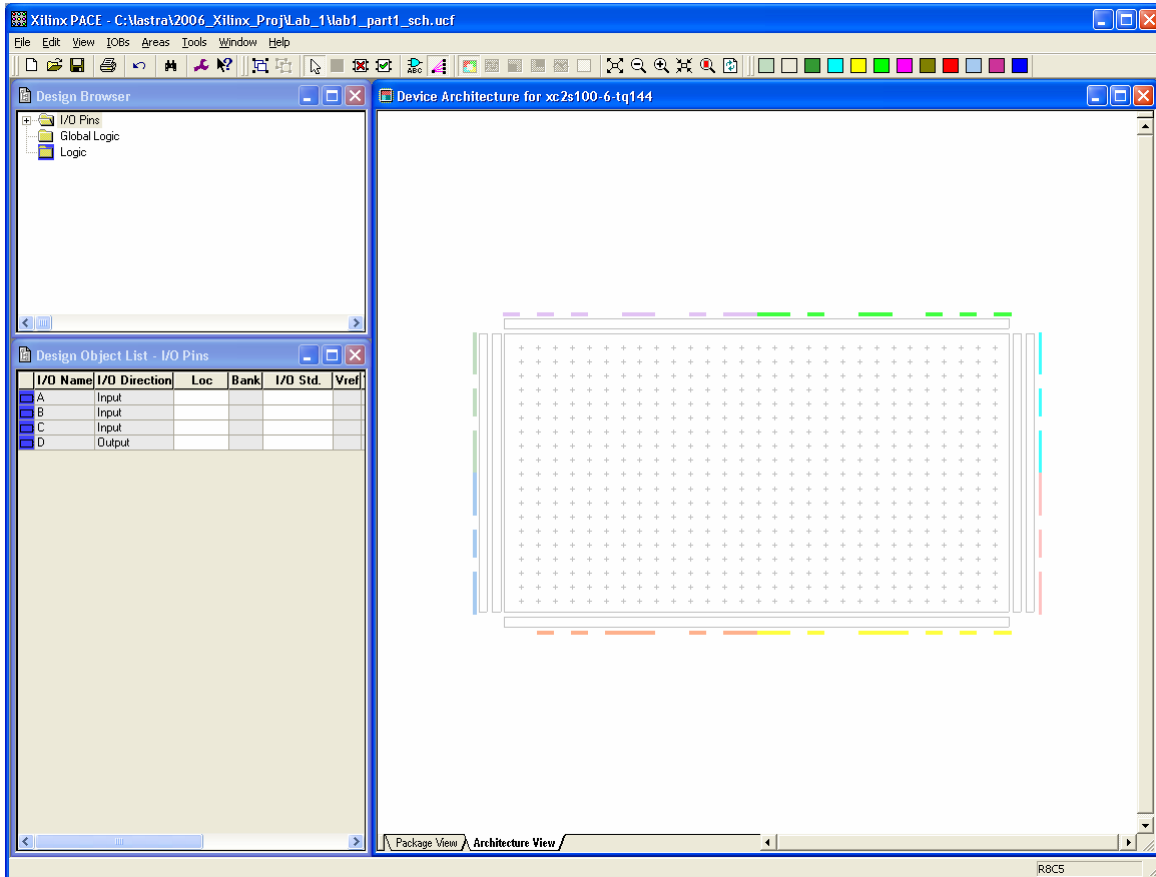 Xilinx PACE - C:\lastra\2006_Xilinx_Proj\Lab_1\lab1_part1_sch.ucf
File Edit View IOBs Areas Tools Window Help
ABC
Design Browser
I/O Pins
Global Logic
Logic
Design Object List - I/O Pins
I/O Name I/O Direction Loc Bank I/O Std. Vref
A Input
B Input
C Input
D Output
Device Architecture for xc2s100-6-tq144
Package View Architecture View
R8C5